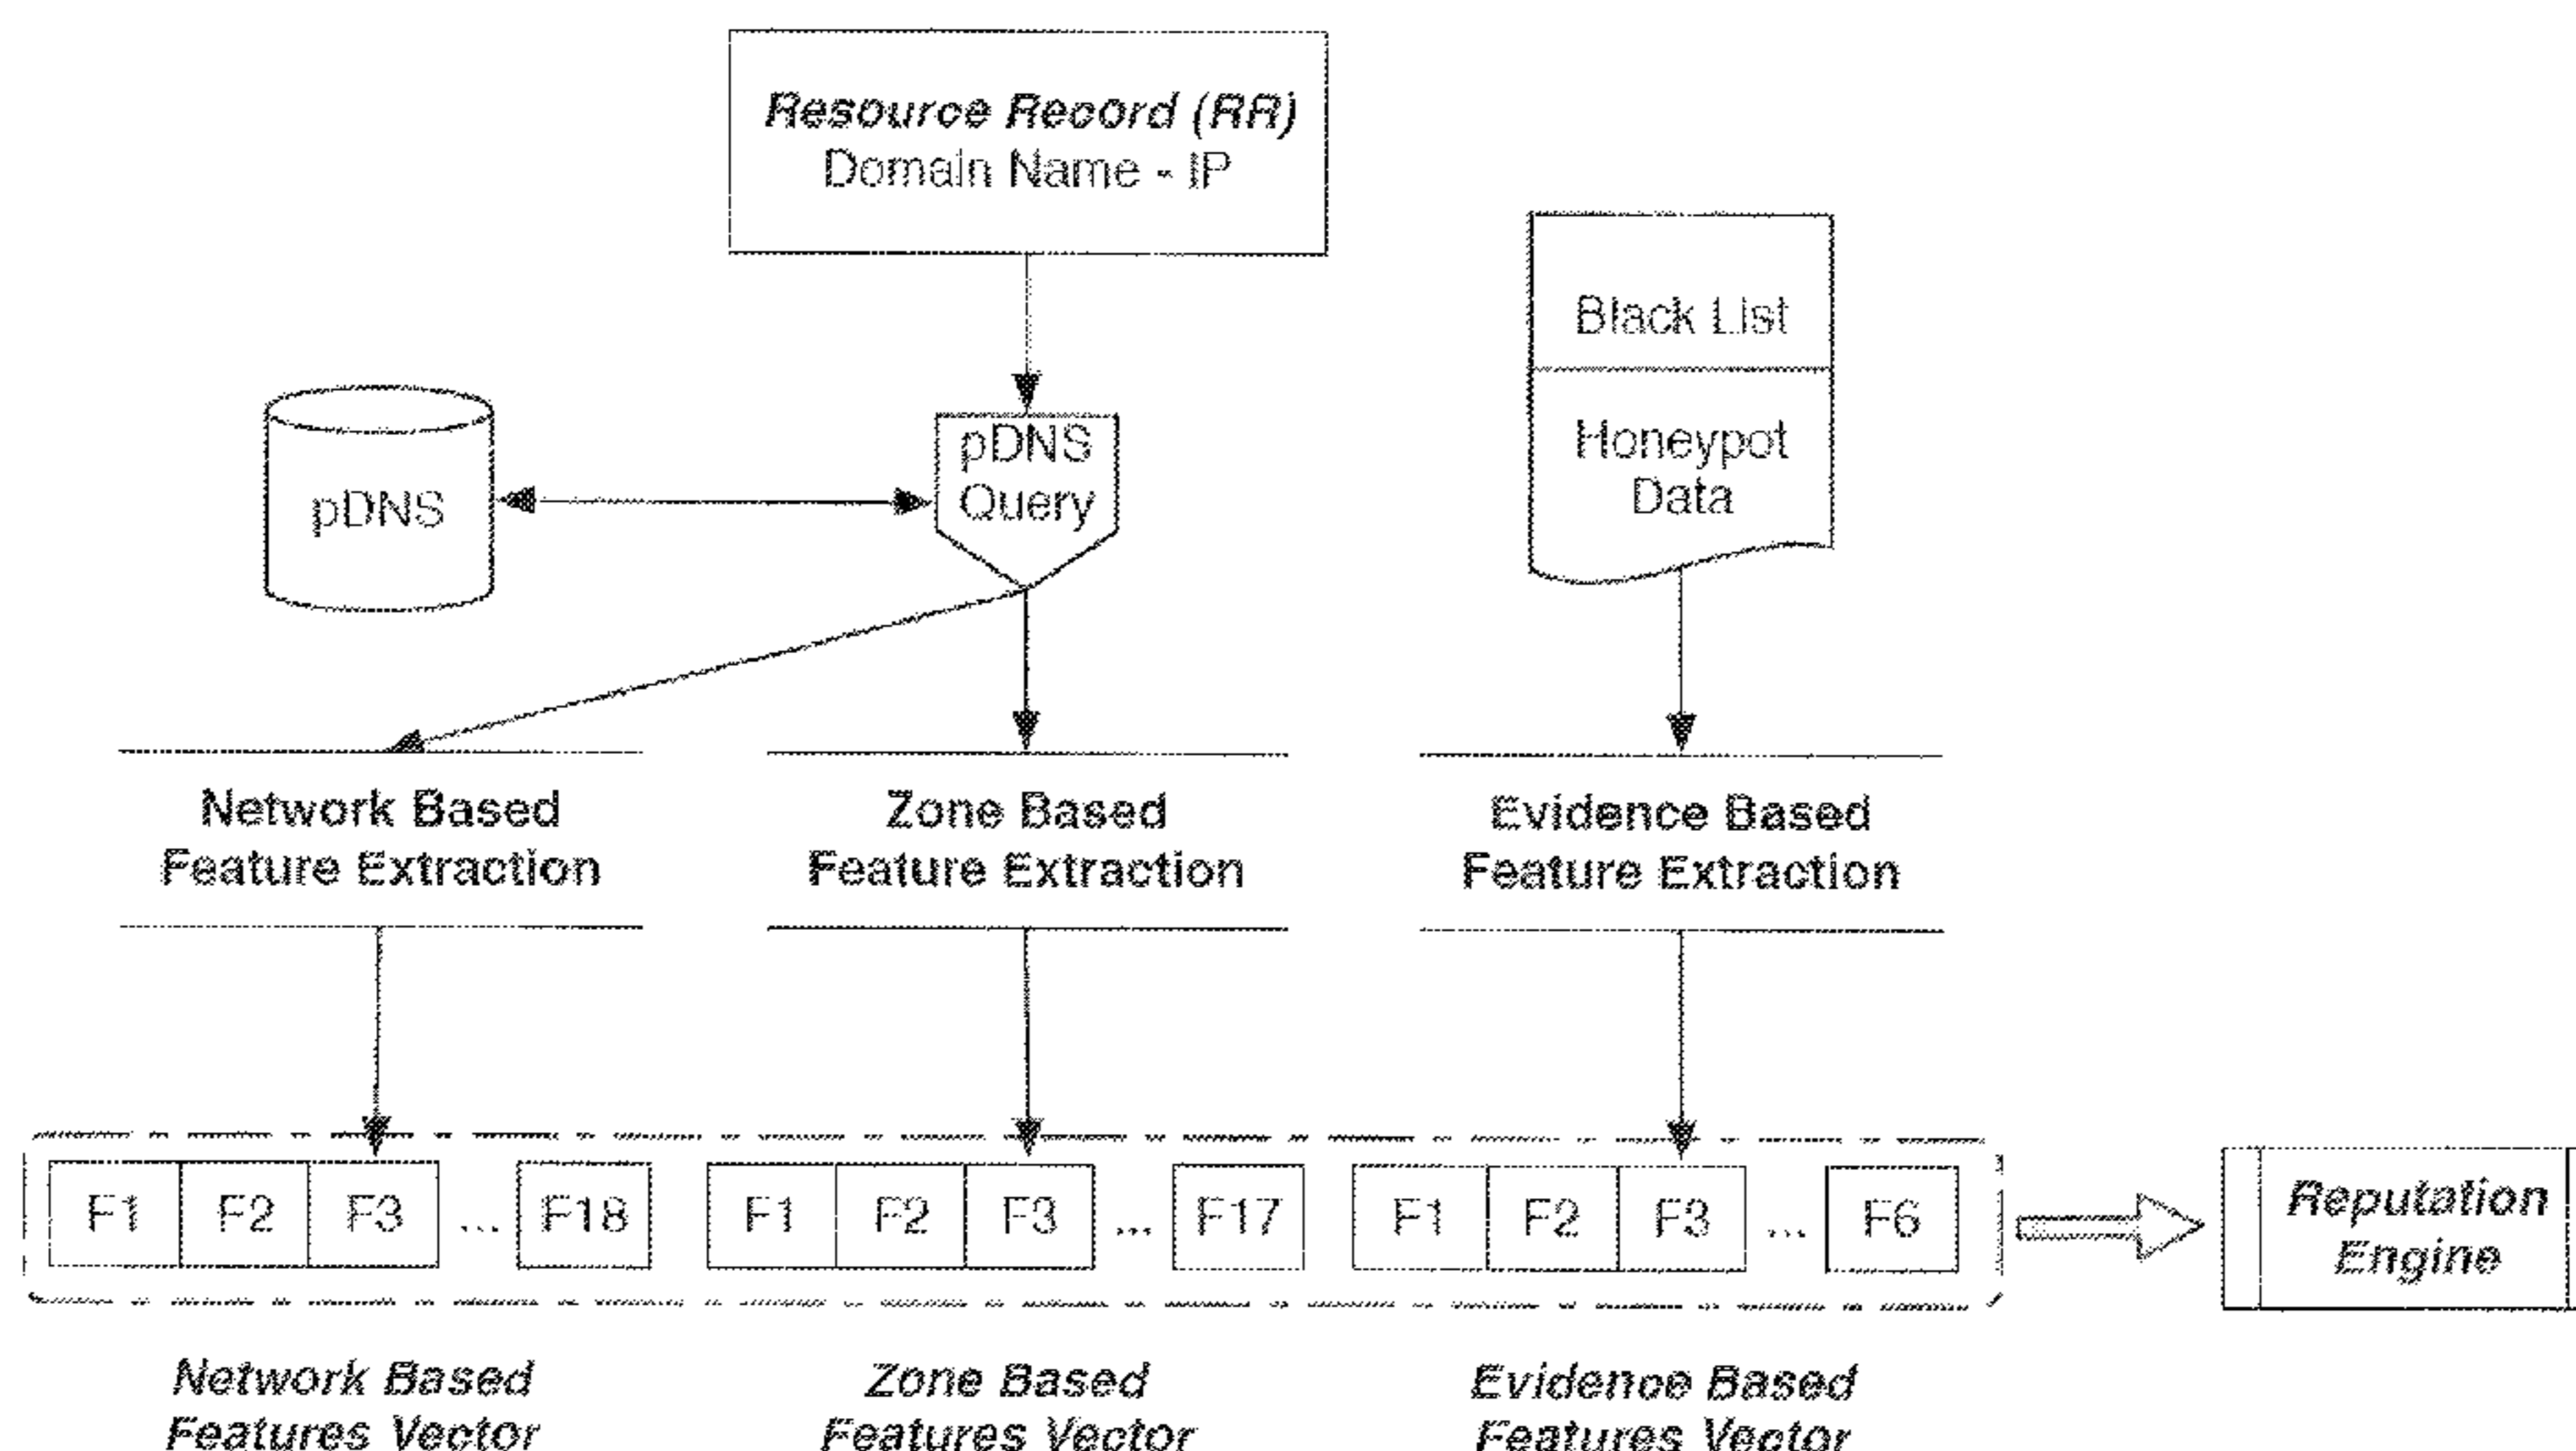 Resource Record (RR)
Domain Name - IP
Black List
Honeypot
Data
pDNS
pDNS
Query
Network Based
Feature Extraction
Zone Based
Feature Extraction
Evidence Based
Feature Extraction
F1 F2 F3 ... F18
F1 F2 F3 ... F17
F1 F2 F3 ... F6
Reputation
Engine
Network Based
Features Vector
Zone Based
Features Vector
Evidence Based
Features Vector